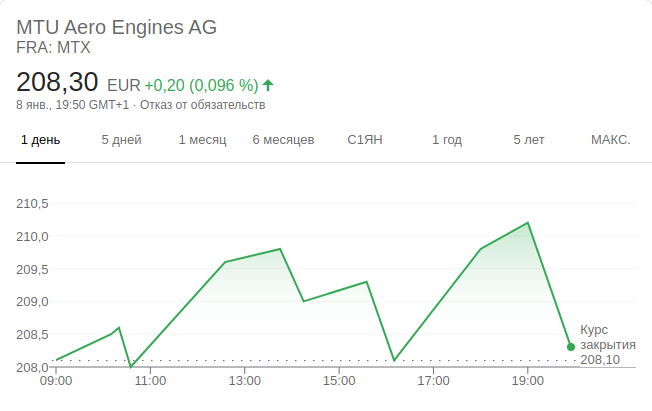 MTU Aero Engines AG
FRA: MTX
208,30 EUR +0,20 (0,096 %)
8 янв., 19:50 GMT+1 · Отказ от обязательств
1 день 5 дней 1 месяц 6 месяцев С1ЯН 1 год 5 лет МАКС.
210,5
210,0
209,5
209,0
208,5
208,0
Курс
закрытия
208,10
09:00 11:00 13:00 15:00 17:00 19:00